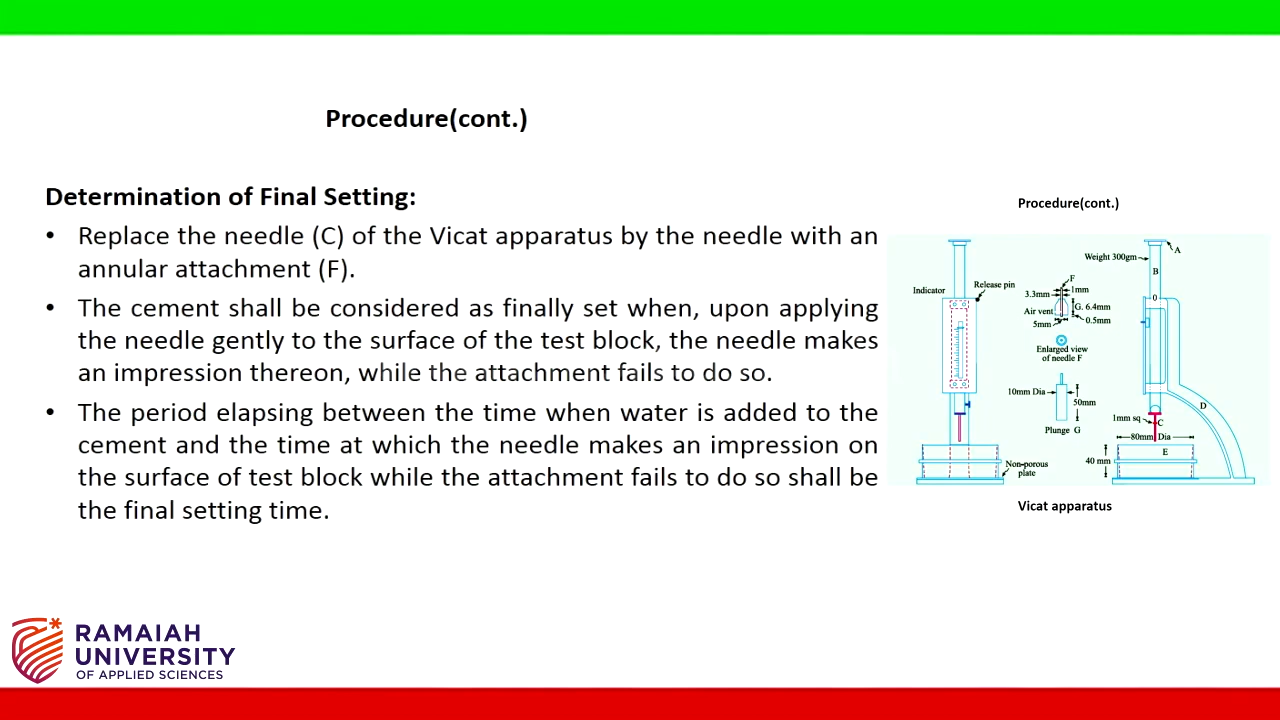 Procedure(cont.)
Determination of Final Setting:
• Replace the needle (C) of the Vicat apparatus by the needle with an
annular attachment (F).
• The cement shall be considered as finally set when, upon applying
the needle gently to the surface of the test block, the needle makes
an impression thereon, while the attachment fails to do so.
• The period elapsing between the time when water is added to the
cement and the time at which the needle makes an impression on
the surface of test block while the attachment fails to do so shall be
the final setting time.
Procedure(cont.)
Indicator
Release pin
F
3.3mm
1mm
Air vent
G. 6.4mm
0.5mm
5mm
Enlarged view
of needle F
10mm Dia
50mm
Plunge G
Non-porous
plate
Weight 300gm
A
B
0
D
1mm sq
C
80mm Dia
E
40 mm
Vicat apparatus
RAMAIAH
UNIVERSITY
OF APPLIED SCIENCES